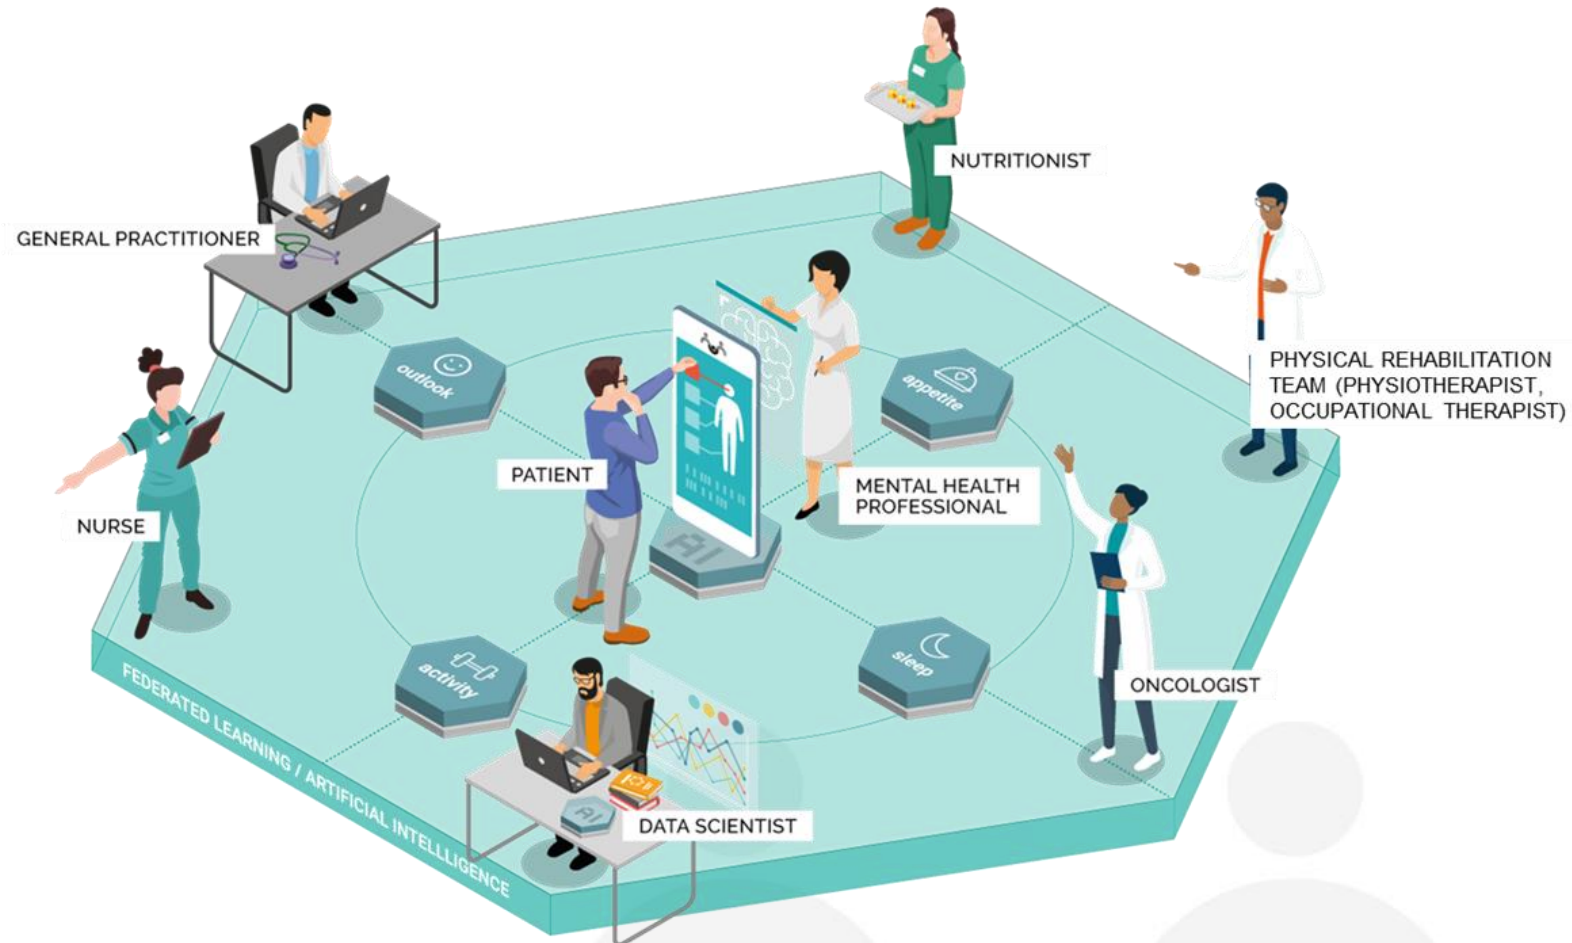 NUTRITIONIST
GENERAL PRACTITIONER
PHYSICAL REHABILITATION
TEAM (PHYSIOTHERAPIST,
OCCUPATIONAL THERAPIST)
outlook
appetite
PATIENT
MENTAL HEALTH
PROFESSIONAL
NURSE
AI
activity
sleep
ONCOLOGIST
FEDERATED LEARNING / ARTIFICIAL INTELLLIGENCE
AI
DATA SCIENTIST